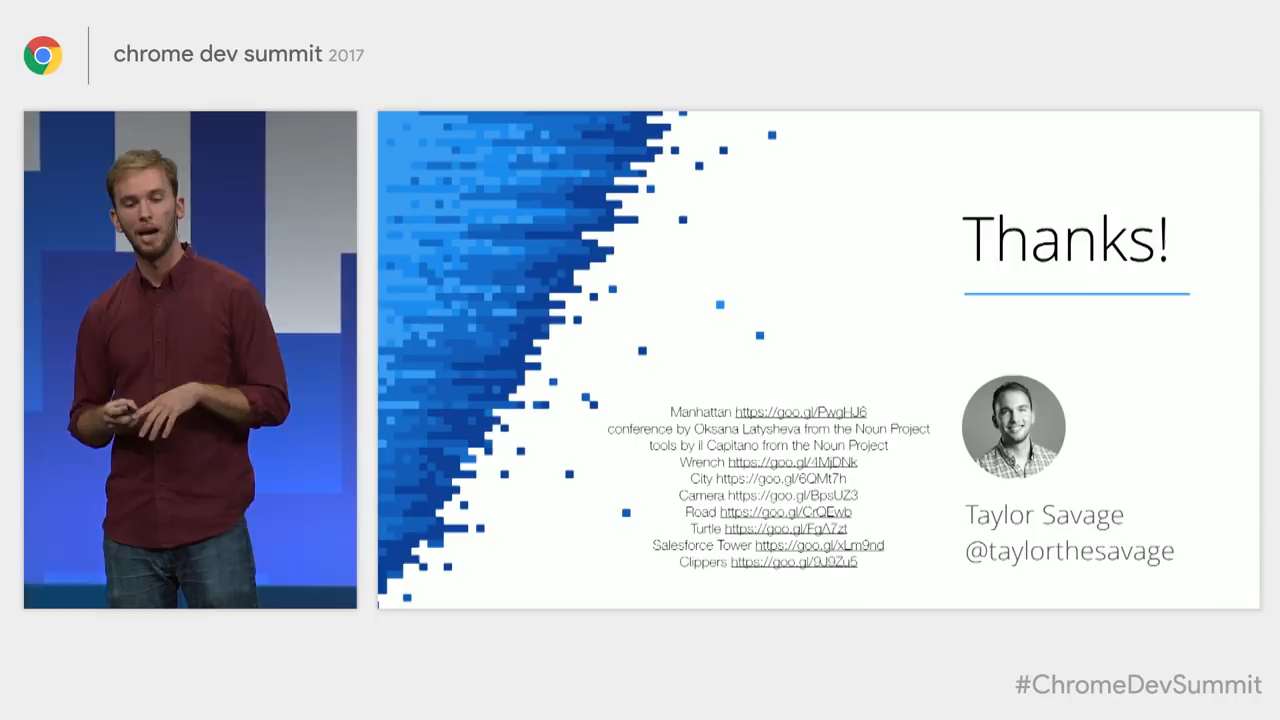 chrome dev summit 2017
Thanks!
Manhattan https://goo.gl/PwgHJ6
conference by Oksana Latysheva from the Noun Project
tools by il Capitano from the Noun Project
Wrench https://goo.gl/4MjDNk
City https://goo.gl/6QMt7h
Camera https://goo.gl/BpsUZ3
Road https://goo.gl/CrQEwb
Turtle https://goo.gl/FgA7zt
Salesforce Tower https://goo.gl/xLm9nd
Clippers https://goo.gl/9J9Zu5
Taylor Savage
@taylorthesavage
#ChromeDevSummit